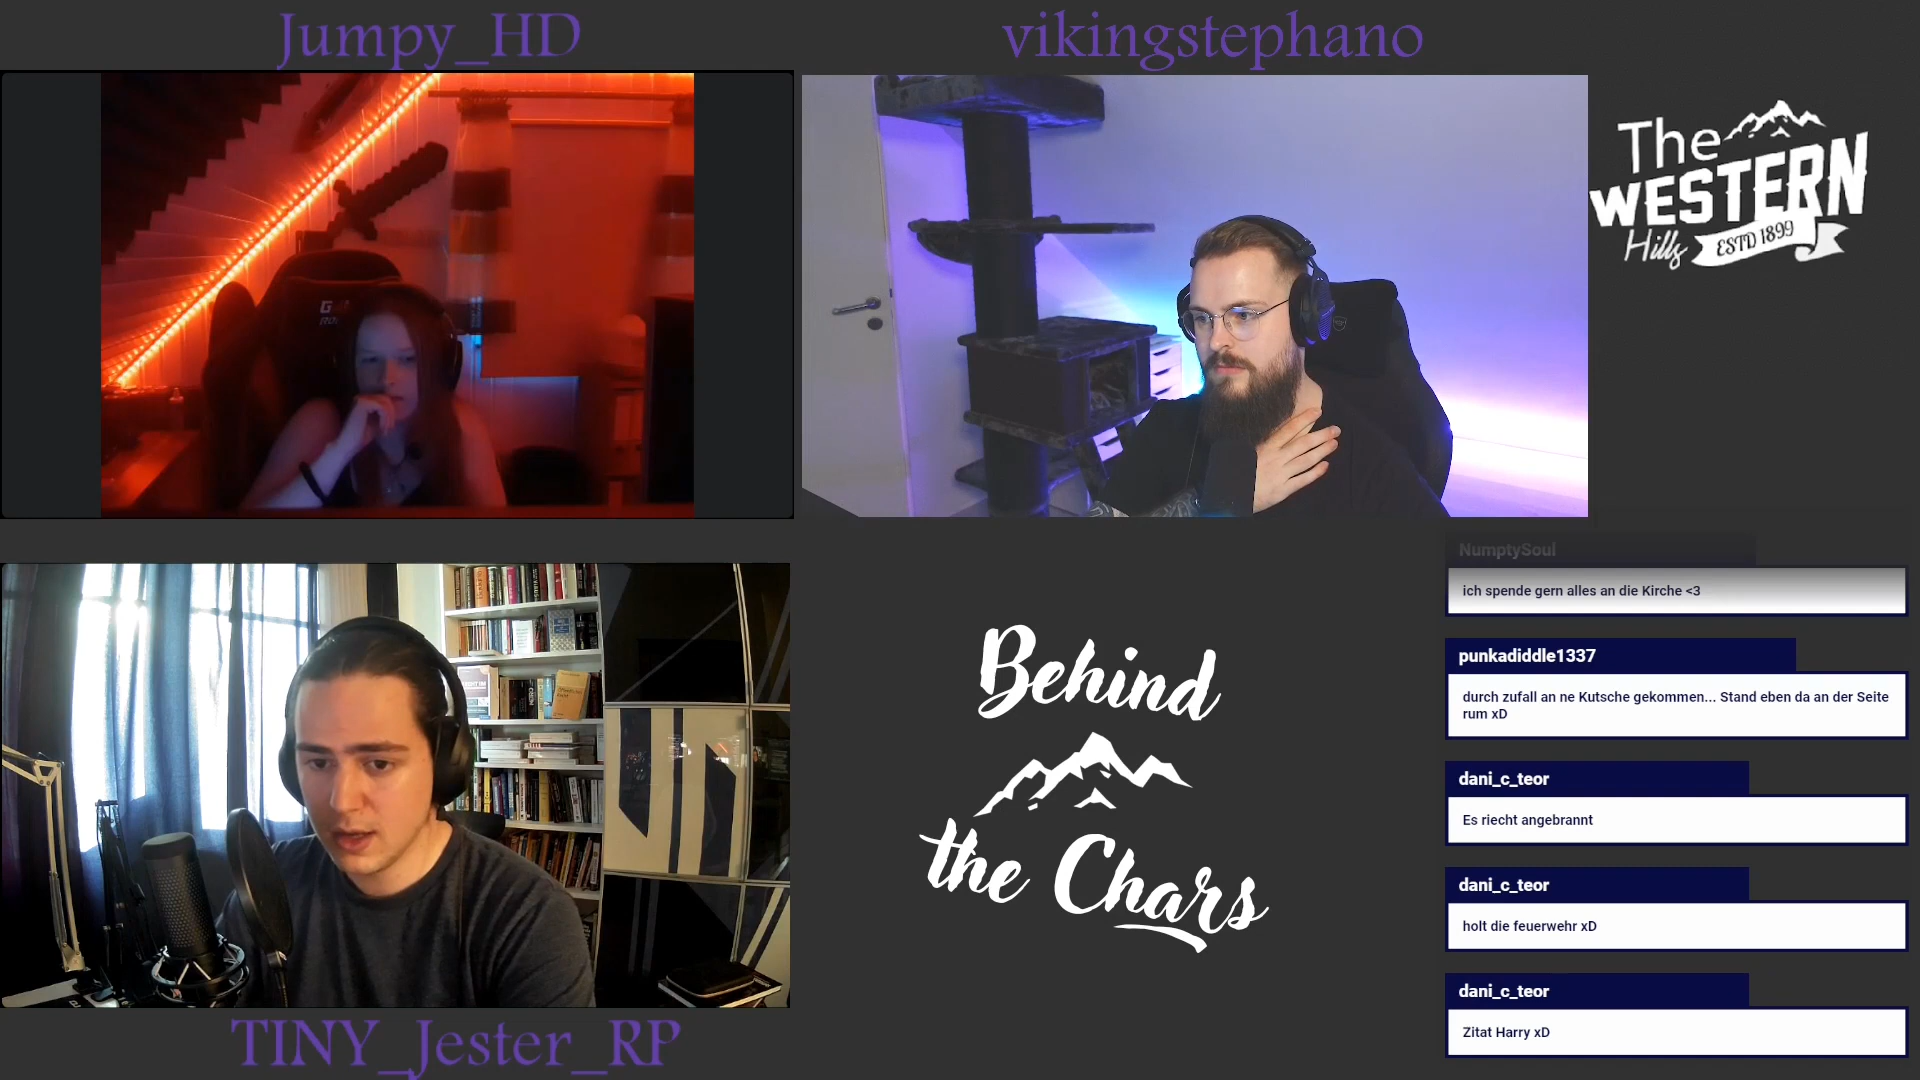 Jumpy_HD
vikingstephano
The
WESTERN
Hills
ESTD 1899
NumptySoul
ich spende gern alles an die Kirche <3
punkadiddle1337
durch zufall an ne Kutsche gekommen... Stand eben da an der Seite
rum xD
dani_c_teor
Es riecht angebrannt
dani_c_teor
holt die feuerwehr xD
dani_c_teor
Zitat Harry xD
Behind
the Chars
TINY_Jester_RP